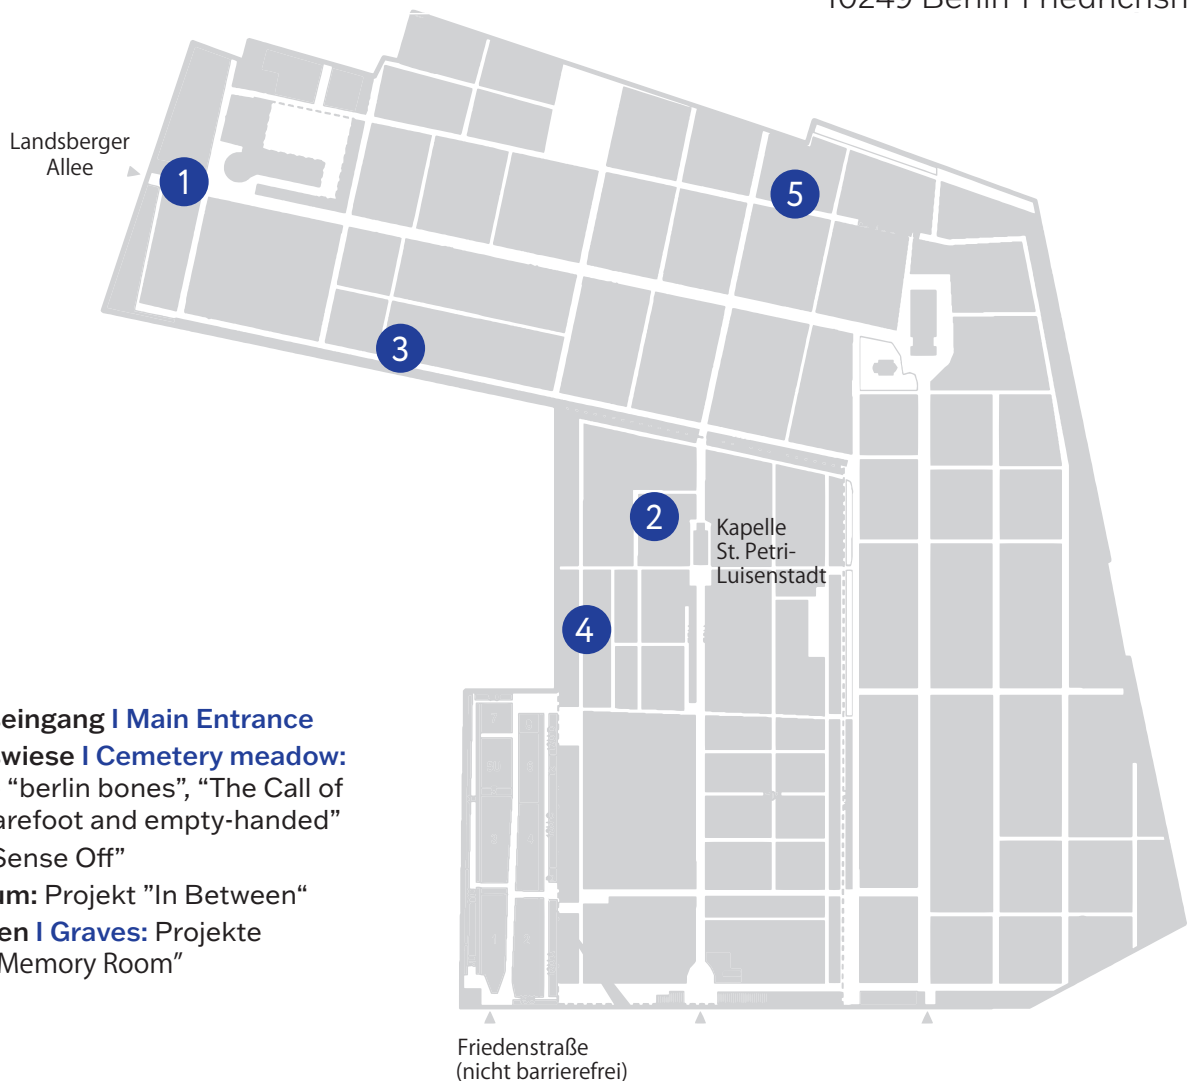 10249 Berlin-Friedrichsh
Landsberger
Allee
1
5
3
2
Kapelle
St. Petri-
Luisenstadt
4
eingang I Main Entrance
wiese I Cemetery meadow:
“berlin bones”, “The Call of
arefoot and empty-handed”
Sense Off”
um: Projekt ”In Between“
en I Graves: Projekte
Memory Room”
Friedenstraße
(nicht barrierefrei)